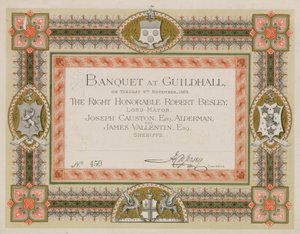 BANQUET AT GUILDHALL,
ON TUESDAY 9TH NOVEMBER, 1869.
THE RIGHT HONORABLE ROBERT BESLEY,
LORD MAYOR.
JOSEPH CAUSTON, ESQ. ALDERMAN,
AND
JAMES VALLENTIN, ESQ.
SHERIFFS.
No 450